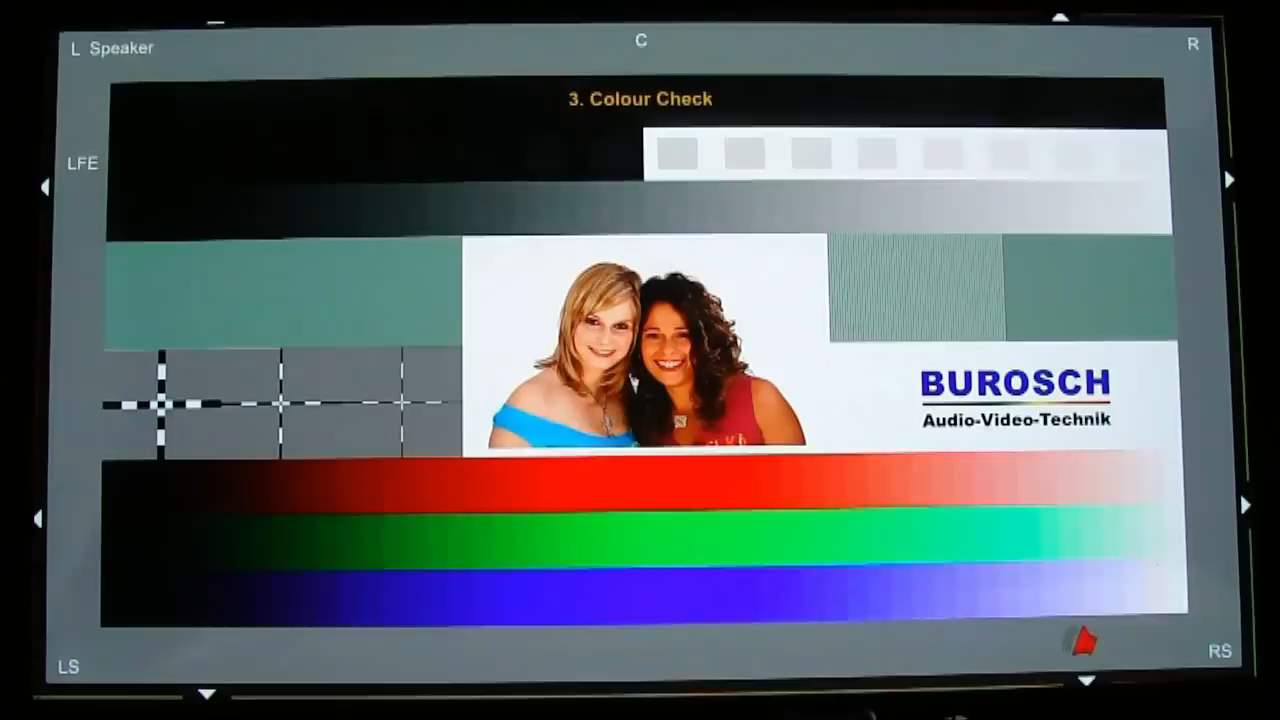 L Speaker
C
R
3. Colour Check
LFE
BUROSCH
Audio-Video-Technik
LS
RS